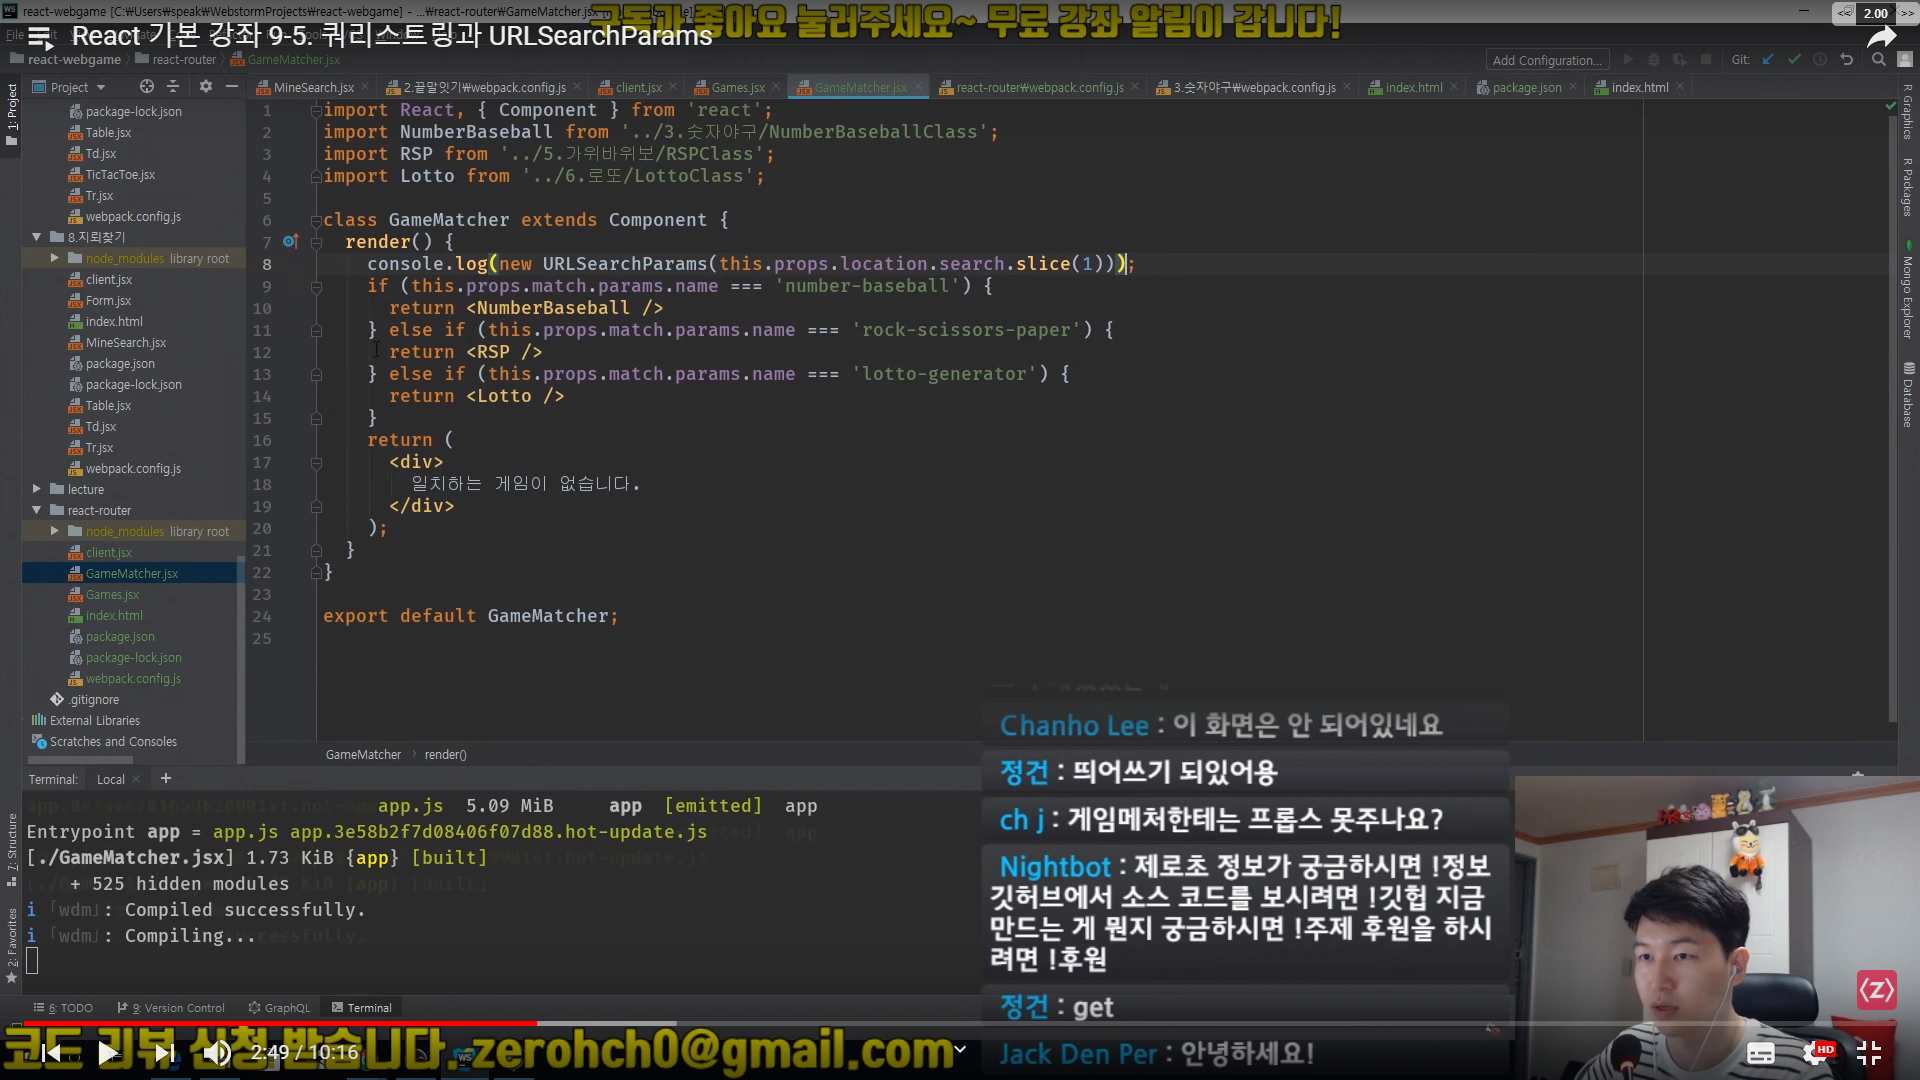 react-webgame [C:₩Users₩speak₩WebstormProjects₩react-webgame] - ...₩react-router₩GameMatcher.jsx
구독과 좋아요 눌러주세요~ 무료 강좌 알림이 갑니다!
<< 2.00 >>
React 기본 강좌 9-5. 쿼리스트링과 URLSearchParams
react-webgame react-router GameMatcher.jsx
Add Configuration...
Git:
Project
MineSearch.jsx
2.끝말잇기₩webpack.config.js
client.jsx
Games.jsx
GameMatcher.jsx
react-router₩webpack.config.js
3.숫자야구₩webpack.config.js
index.html
package.json
index.html
1: Project
package-lock.json
Table.jsx
Td.jsx
TicTacToe.jsx
Tr.jsx
webpack.config.js
8.지뢰찾기
node_modules library root
client.jsx
Form.jsx
index.html
MineSearch.jsx
package.json
package-lock.json
Table.jsx
Td.jsx
Tr.jsx
webpack.config.js
lecture
react-router
node_modules library root
client.jsx
GameMatcher.jsx
Games.jsx
index.html
package.json
package-lock.json
webpack.config.js
.gitignore
External Libraries
Scratches and Consoles
1 import React, { Component } from 'react';
2 import NumberBaseball from '../3.숫자야구/NumberBaseballClass';
3 import RSP from '../5.가위바위보/RSPClass';
4 import Lotto from '../6.로또/LottoClass';
5
6 class GameMatcher extends Component {
7 render() {
8 console.log(new URLSearchParams(this.props.location.search.slice(1)));
9 if (this.props.match.params.name === 'number-baseball') {
10 return <NumberBaseball />
11 } else if (this.props.match.params.name === 'rock-scissors-paper') {
12 return <RSP />
13 } else if (this.props.match.params.name === 'lotto-generator') {
14 return <Lotto />
15 }
16 return (
17 <div>
18 일치하는 게임이 없습니다.
19 </div>
20 );
21 }
22 }
23
24 export default GameMatcher;
25
GameMatcher render()
R Graphics
R Packages
Mongo Explorer
Database
Terminal: Local +
app.js 5.09 MiB app [emitted] app
Entrypoint app = app.js app.3e58b2f7d08406f07d88.hot-update.js
[./GameMatcher.jsx] 1.73 KiB {app} [built]
+ 525 hidden modules
i 「wdm」: Compiled successfully.
i 「wdm」: Compiling...
7: Structure
2: Favorites
Chanho Lee : 이 화면은 안 되어있네요
정건 : 띄어쓰기 되있어용
ch j : 게임메처한테는 프롭스 못주나요?
Nightbot : 제로초 정보가 궁금하시면 !정보
깃허브에서 소스 코드를 보시려면 !깃헙 지금
만드는 게 뭔지 궁금하시면 !주제 후원을 하시
려면 !후원
정건 : get
Jack Den Per : 안녕하세요!
6: TODO
9: Version Control
GraphQL
Terminal
코드 리뷰 신청 받습니다. zerohch0@gmail.com
2:49 / 10:16
HD